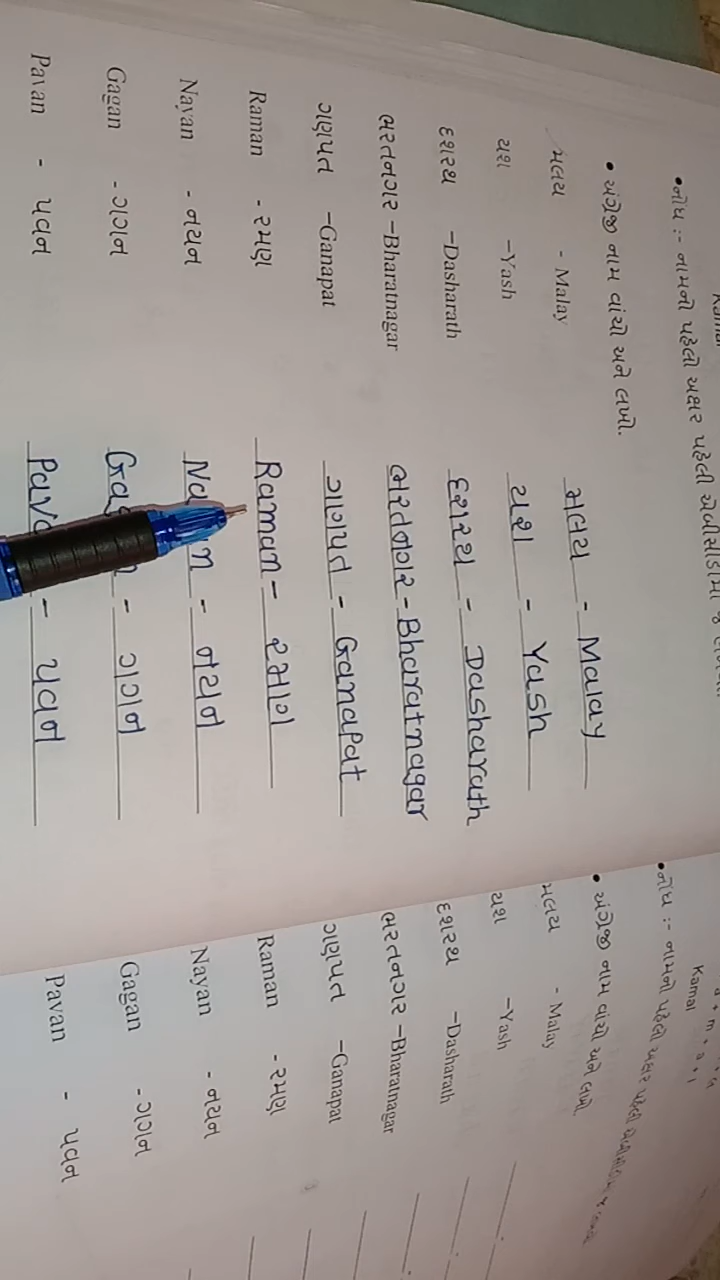 •નોંધ :- નામનો પહેલો અક્ષર પહેલી એબીસીડીમાં જ
• અંગ્રેજી નામ વાંચો અને લખો.
મલય - Malay મલય - Malay
યશ -Yash યશ - Yash
દશરથ -Dasharath દશરથ - Dasharath
ભરતનગર -Bharatnagar ભરતનગર - Bharatnagar
ગણપત -Ganapat ગણપત - Ganapat
Raman - રમણ Raman - રમણ
Nayan - નયન - નયન
Gagan - ગગન - ગગન
Pavan - પવન - પવન
Kamal
•નોંધ :- નામનો પહેલો અક્ષર પહેલી
• અંગ્રેજી નામ વાંચો અને લખો
મલય - Malay
યશ -Yash
દશરથ -Dasharath
ભરતનગર -Bharatnagar
ગણપત -Ganapat
Raman - રમણ
Nayan - નયન
Gagan - ગગન
Pavan - પવન